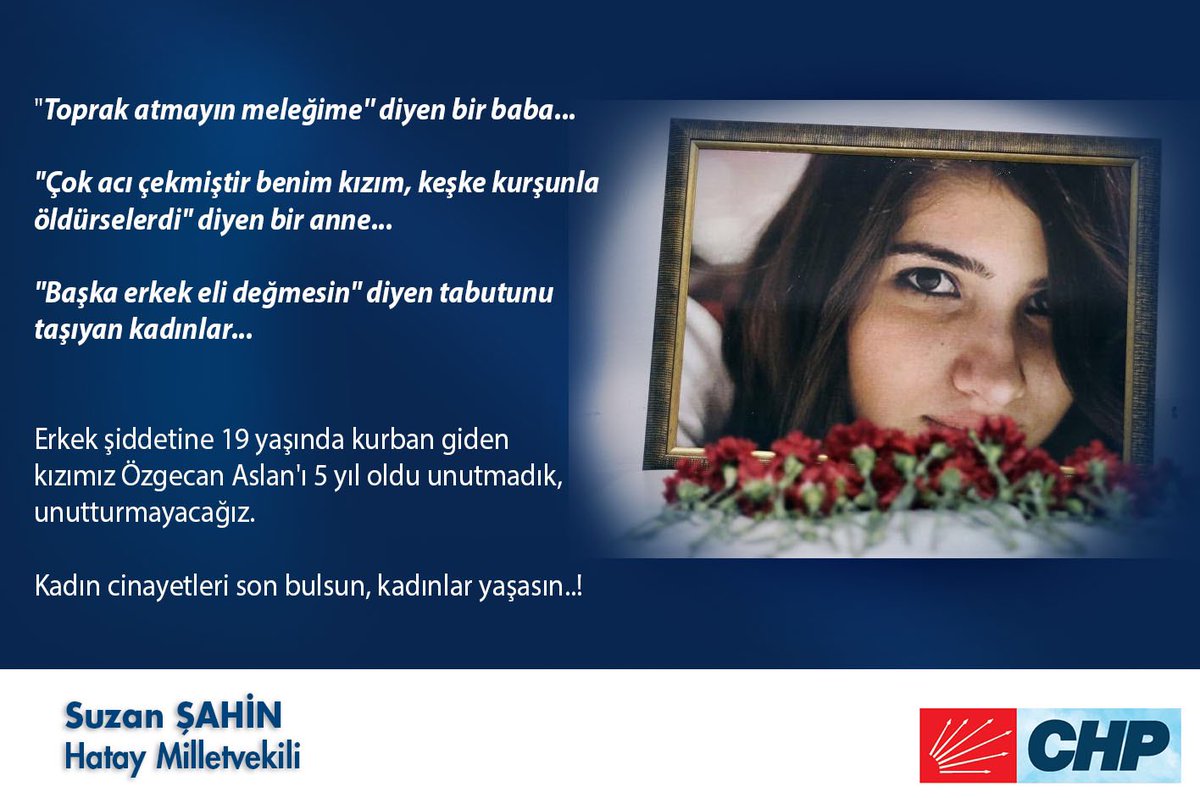 "Toprak atmayın meleğime" diyen bir baba...
"Çok acı çekmiştir benim kızım, keşke kurşunla
öldürselerdi" diyen bir anne...
"Başka erkek eli değmesin" diyen tabutunu
taşıyan kadınlar...
Erkek şiddetine 19 yaşında kurban giden
kızımız Özgecan Aslan'ı 5 yıl oldu unutmadık,
unutturmayacağız.
Kadın cinayetleri son bulsun, kadınlar yaşasın..!
Suzan ŞAHİN
Hatay Milletvekili
CHP